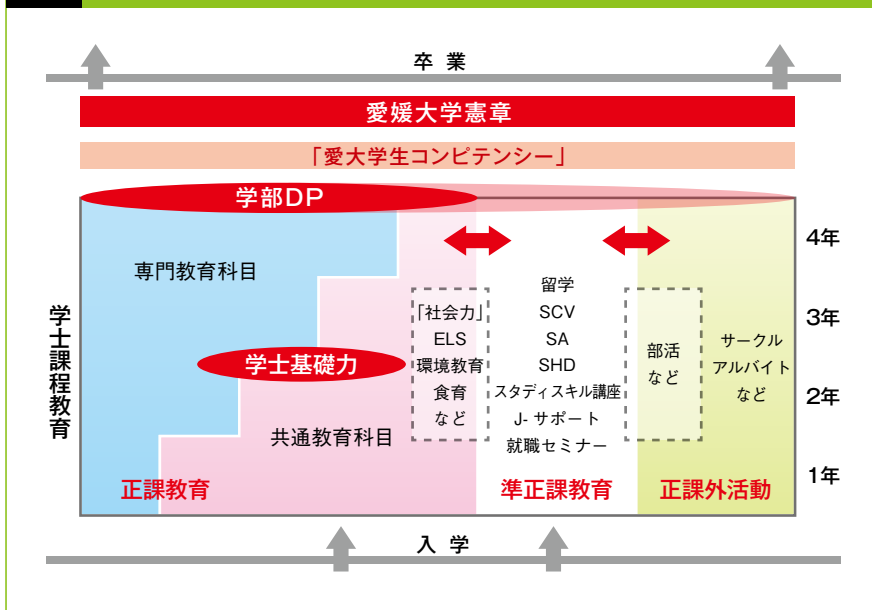 卒 業
愛媛大学憲章
「愛大学生コンピテンシー」
学部DP
専門教育科目
学士基礎力
共通教育科目
正課教育
「社会力」
ELS
環境教育
食育
など
留学
SCV
SA
SHD
スタディスキル講座
J- サポート
就職セミナー
準正課教育
部活
など
サークル
アルバイト
など
正課外活動
4年
3年
2年
1年
学士課程教育
入 学